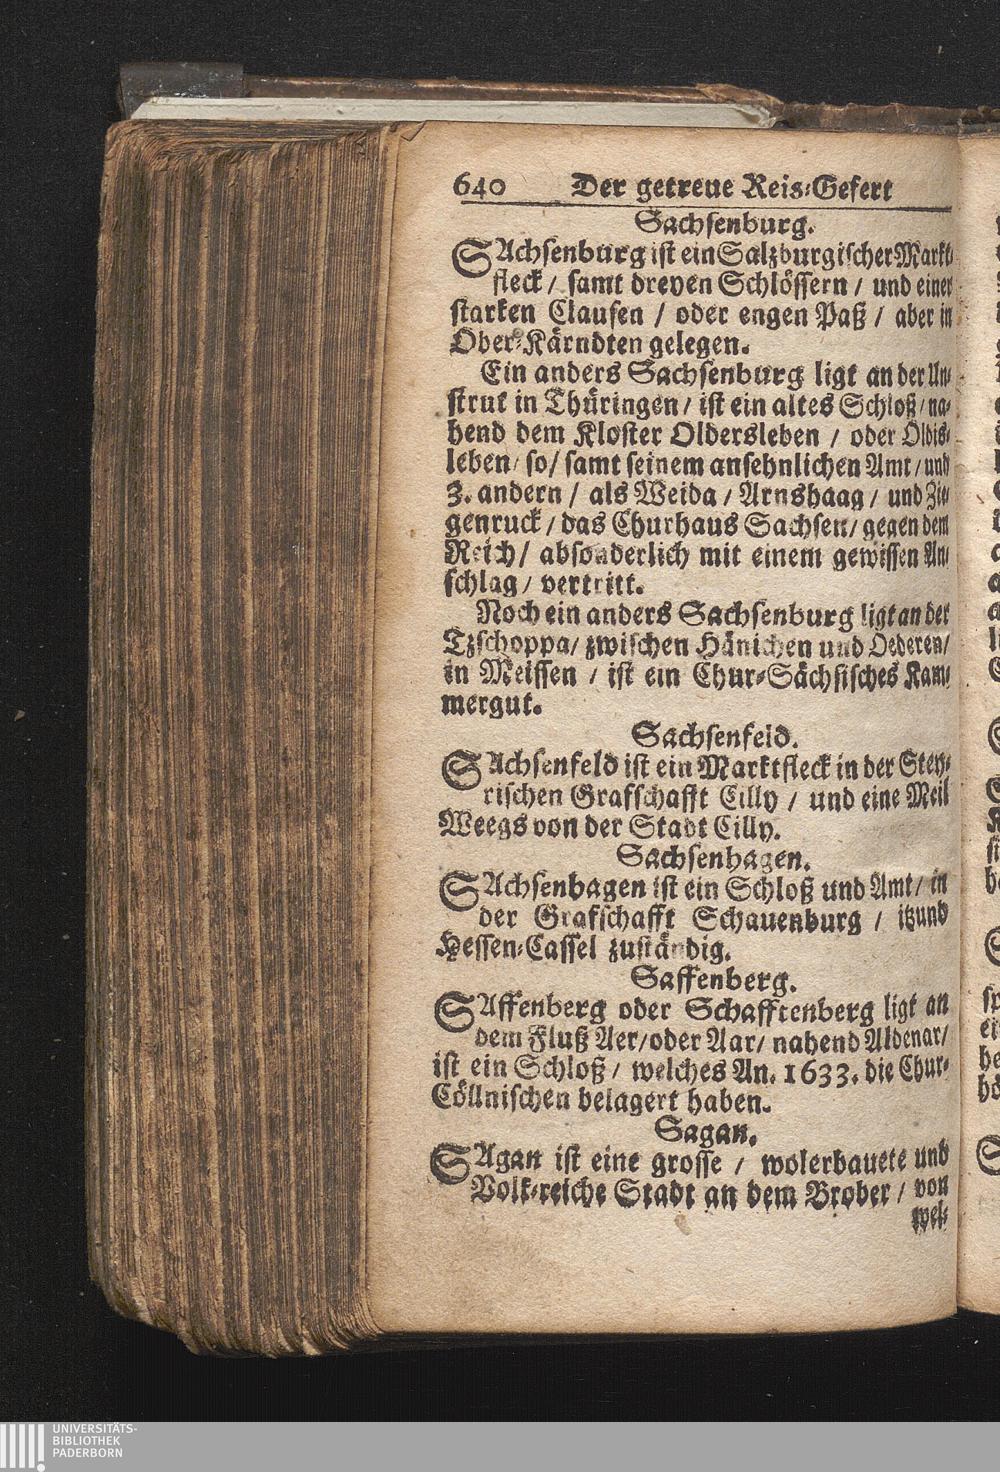 640 Der getreue Reis-Gefert
Sachsenburg.
SAchsenburg ist ein Salzburgischer Markt-
fleck / samt dreyen Schlössern / und einer
starken Clausen / oder engen Paß / aber in
Ober-Kärndten gelegen.
Ein anders Sachsenburg ligt an der Un-
strut in Thüringen / ist ein altes Schloß / na-
hend dem Kloster Oldersleben / oder Oldis-
leben / so / samt seinem ansehnlichen Amt / und
3. andern / als Weida / Arnshaag / und Zie-
genruck / das Churhaus Sachsen / gegen dem
Reich / absonderlich mit einem gewissen An-
schlag / vertritt.
Noch ein anders Sachsenburg ligt an der
Tzschoppa / zwischen Hänichen und Oederen /
in Meissen / ist ein Chur-Sächsisches Kam-
mergut.
Sachsenfeld.
SAchsenfeld ist ein Marktfleck in der Stey-
rischen Grafschafft Cilly / und eine Meil
Weegs von der Stadt Cilly.
Sachsenhagen.
SAchsenhagen ist ein Schloß und Amt / in
der Grafschafft Schauenburg / itzund
Hessen-Cassel zuständig.
Saffenberg.
SAffenberg oder Schafftenberg ligt an
dem Fluß Aer / oder Aar / nahend Aldenar /
ist ein Schloß / welches An. 1633. die Chur-
Cöllnischen belagert haben.
Sagan.
SAgan ist eine grosse / wolerbauete und
Volk-reiche Stadt an dem Brober / von
wel-
UNIVERSITÄTS-
BIBLIOTHEK
PADERBORN